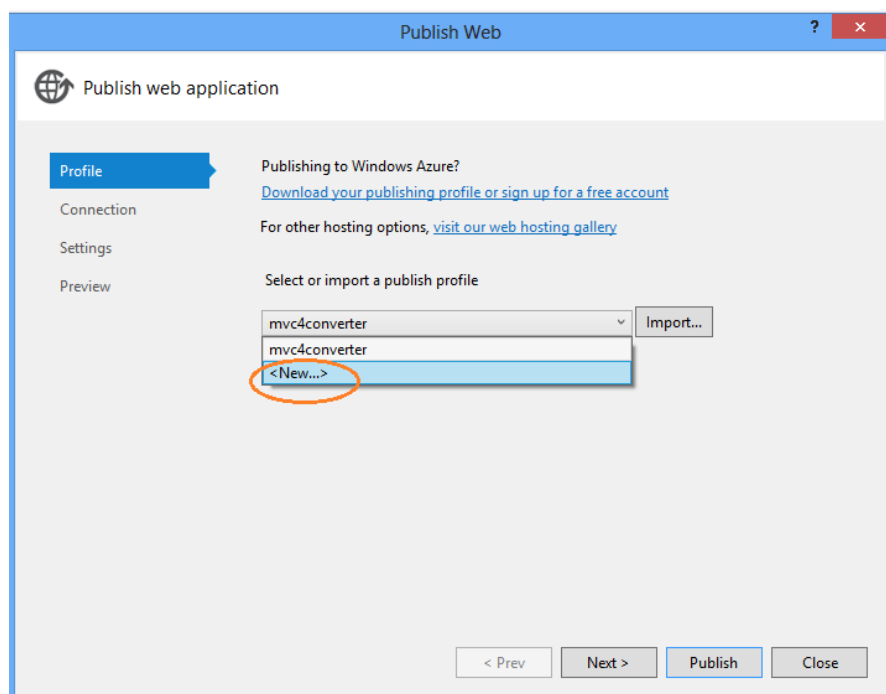 Publish Web
?
×
Publish web application
Profile
Connection
Settings
Preview
Publishing to Windows Azure?
Download your publishing profile or sign up for a free account
For other hosting options, visit our web hosting gallery
Select or import a publish profile
mvc4converter
Import...
mvc4converter
<New...>
< Prev
Next >
Publish
Close